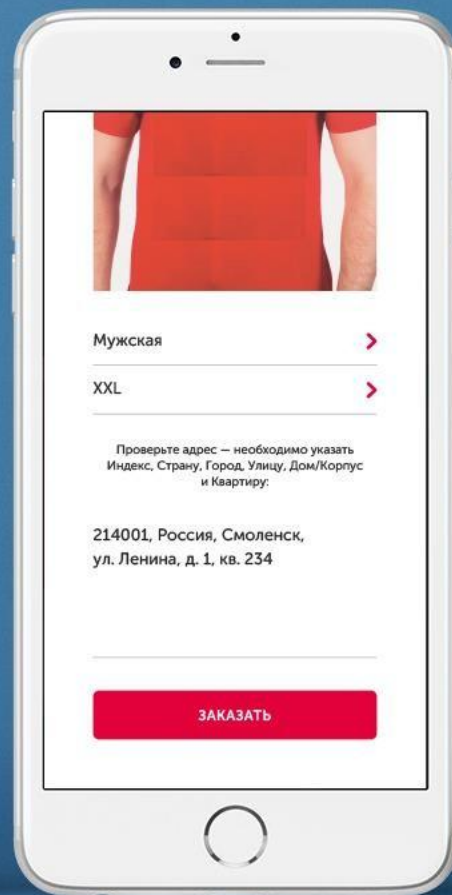 Мужская
XXL
Проверьте адрес — необходимо указать
Индекс, Страну, Город, Улицу, Дом/Корпус
и Квартиру:
214001, Россия, Смоленск,
ул. Ленина, д. 1, кв. 234
ЗАКАЗАТЬ